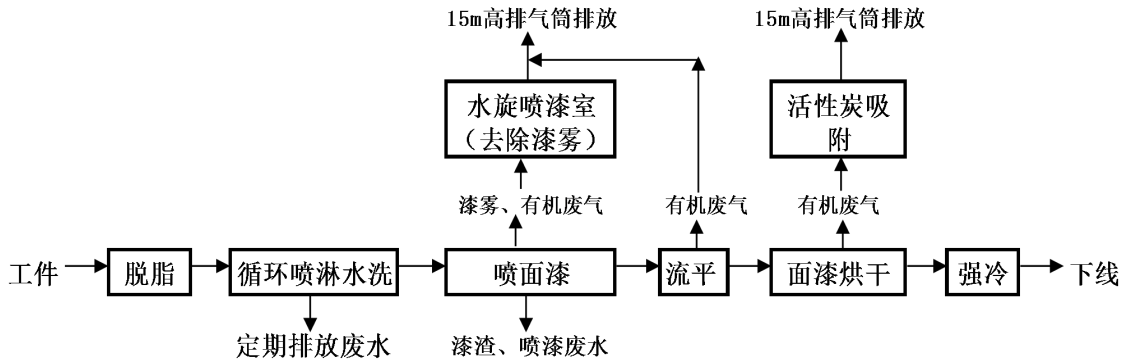 15m高排气筒排放
15m高排气筒排放
水旋喷漆室
（去除漆雾）
活性炭吸
附
漆雾、有机废气
有机废气
有机废气
工件
脱脂
循环喷淋水洗
喷面漆
流平
面漆烘干
强冷
下线
定期排放废水
漆渣、喷漆废水